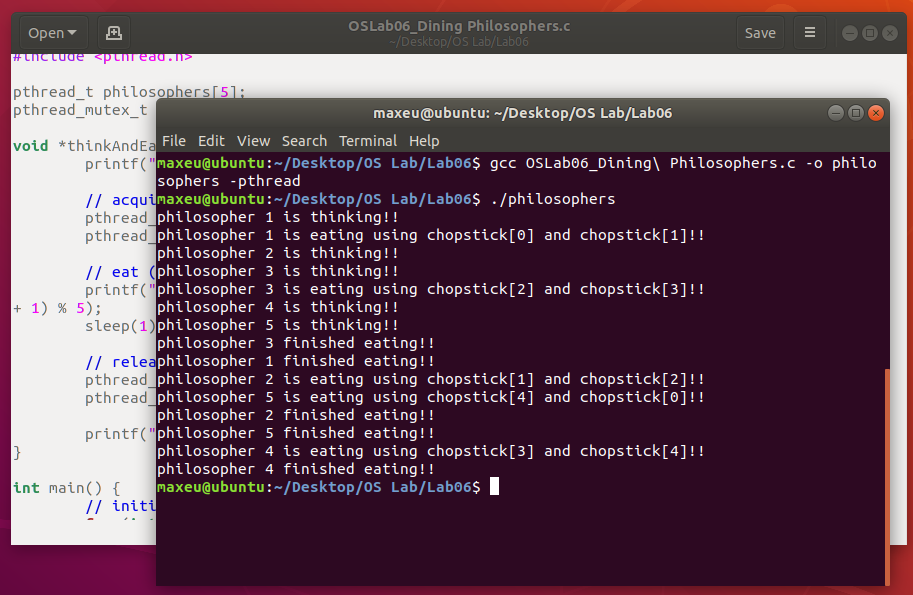 Open
OSLab06_Dining Philosophers.c
~/Desktop/OS Lab/Lab06
Save
#include <pthread.h>
pthread_t philosophers[5];
pthread_mutex_t
void *thinkAndEa
printf("
// acqui
pthread_
pthread_
// eat (
printf("
+ 1) % 5);
sleep(1)
// relea
pthread_
pthread_
printf("
}
int main() {
// initi
maxeu@ubuntu: ~/Desktop/OS Lab/Lab06
File Edit View Search Terminal Help
maxeu@ubuntu:~/Desktop/OS Lab/Lab06$ gcc OSLab06_Dining\ Philosophers.c -o philo
sophers -pthread
maxeu@ubuntu:~/Desktop/OS Lab/Lab06$ ./philosophers
philosopher 1 is thinking!!
philosopher 1 is eating using chopstick[0] and chopstick[1]!!
philosopher 2 is thinking!!
philosopher 3 is thinking!!
philosopher 3 is eating using chopstick[2] and chopstick[3]!!
philosopher 4 is thinking!!
philosopher 5 is thinking!!
philosopher 3 finished eating!!
philosopher 1 finished eating!!
philosopher 2 is eating using chopstick[1] and chopstick[2]!!
philosopher 5 is eating using chopstick[4] and chopstick[0]!!
philosopher 2 finished eating!!
philosopher 5 finished eating!!
philosopher 4 is eating using chopstick[3] and chopstick[4]!!
philosopher 4 finished eating!!
maxeu@ubuntu:~/Desktop/OS Lab/Lab06$